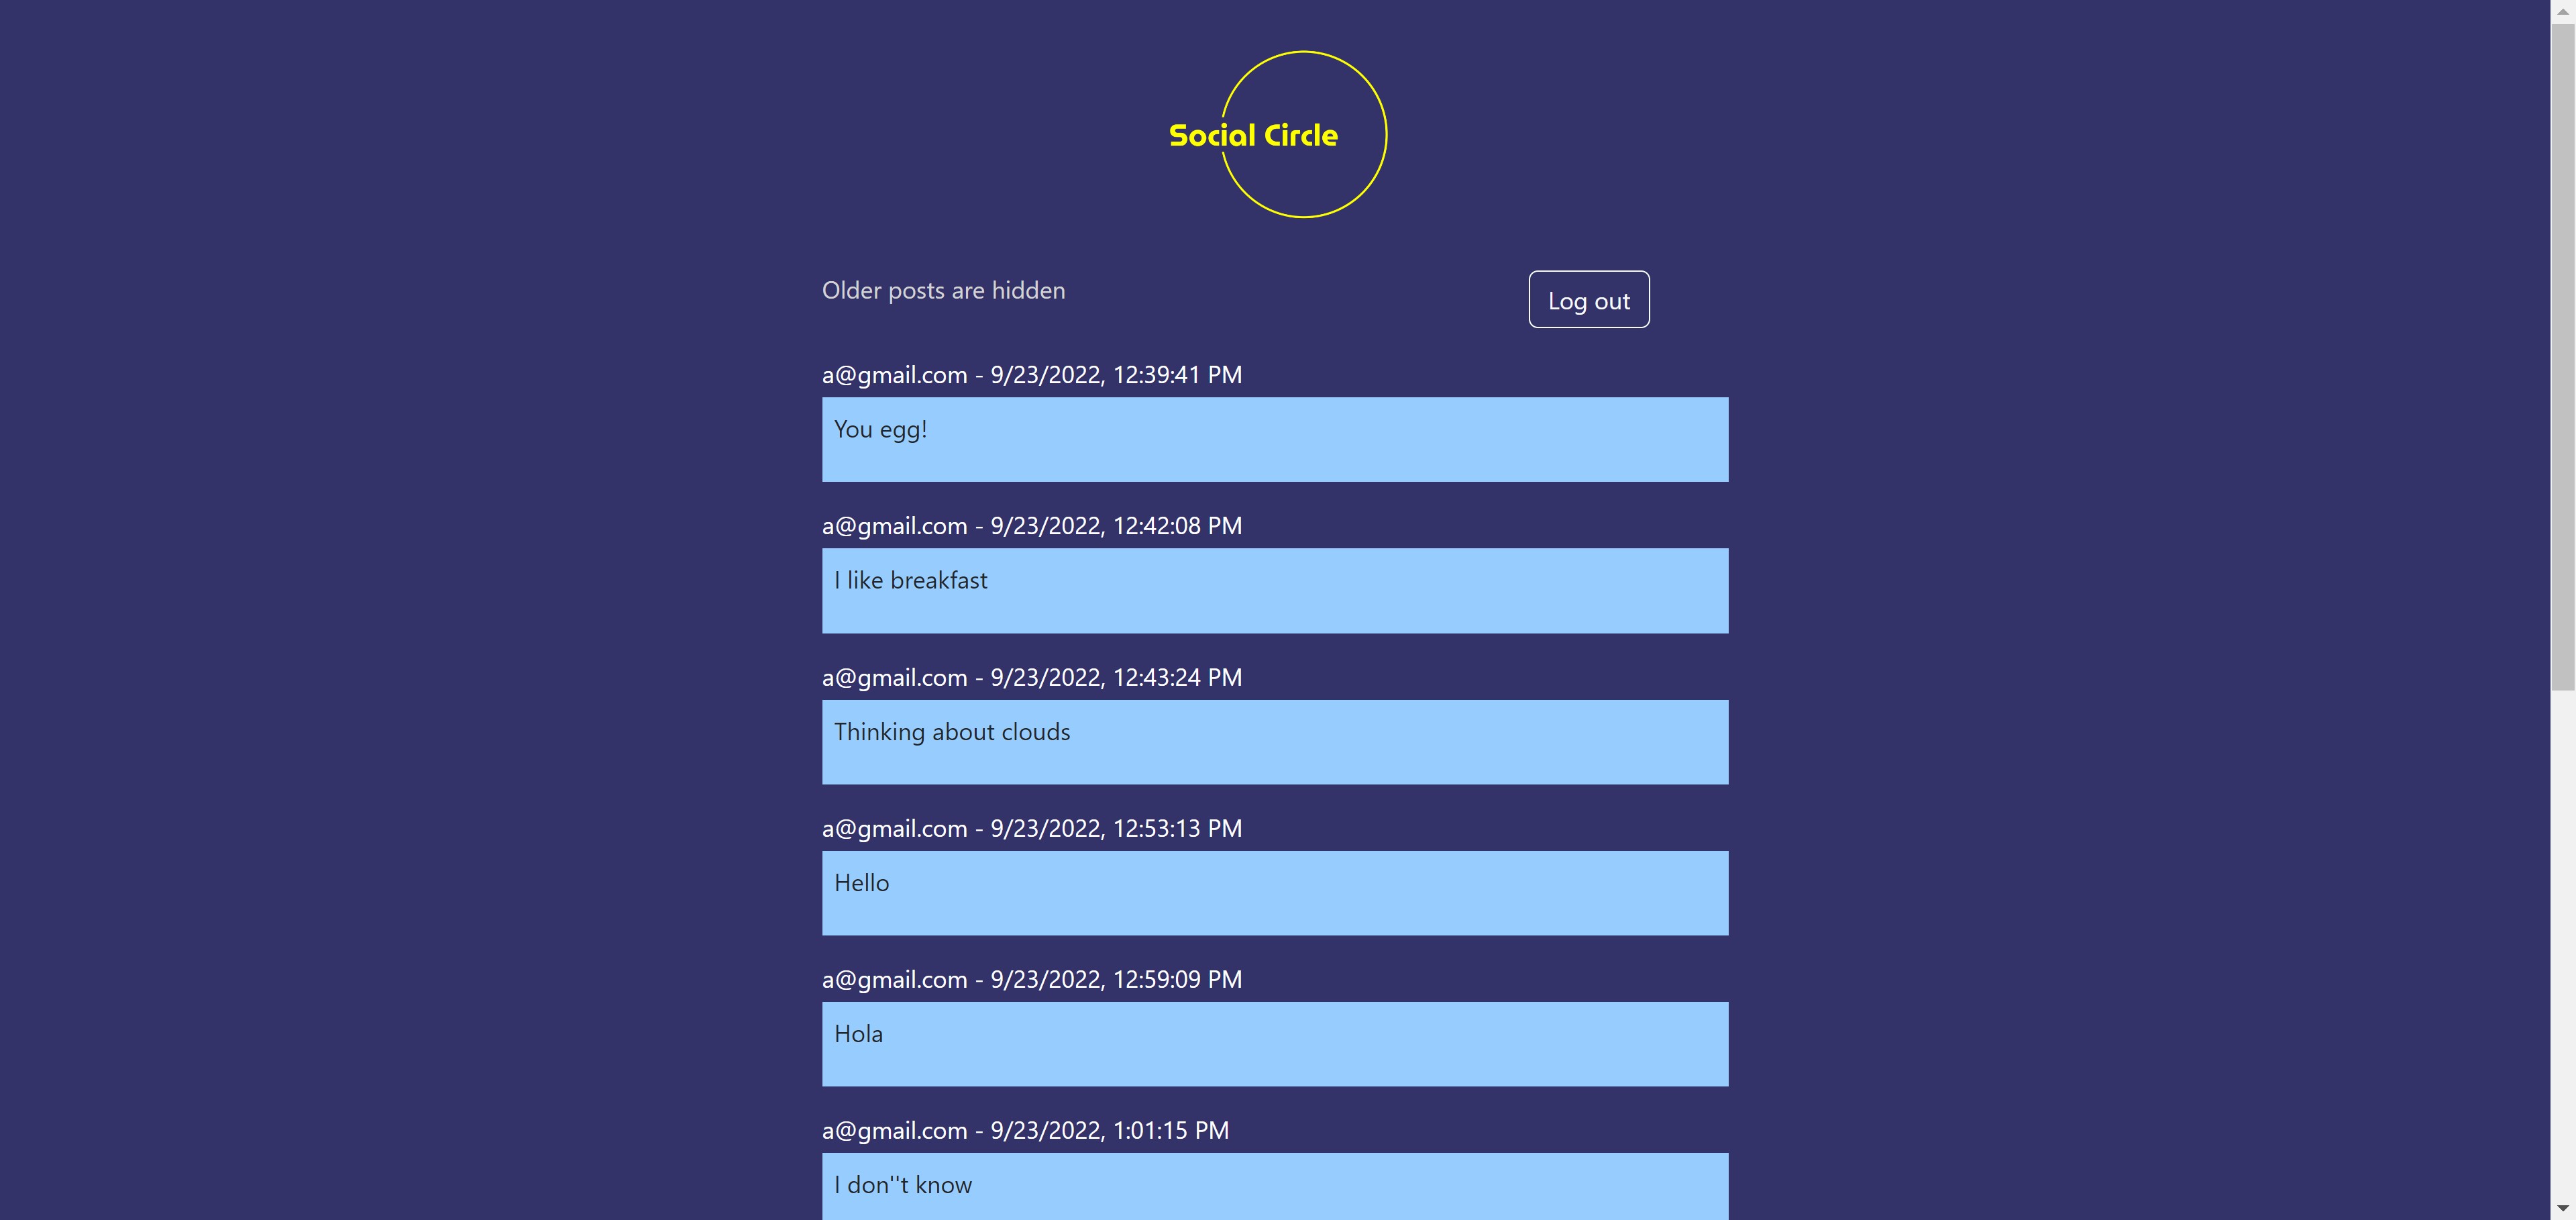 Social Circle
Older posts are hidden
Log out
a@gmail.com - 9/23/2022, 12:39:41 PM
You egg!
a@gmail.com - 9/23/2022, 12:42:08 PM
I like breakfast
a@gmail.com - 9/23/2022, 12:43:24 PM
Thinking about clouds
a@gmail.com - 9/23/2022, 12:53:13 PM
Hello
a@gmail.com - 9/23/2022, 12:59:09 PM
Hola
a@gmail.com - 9/23/2022, 1:01:15 PM
I don''t know